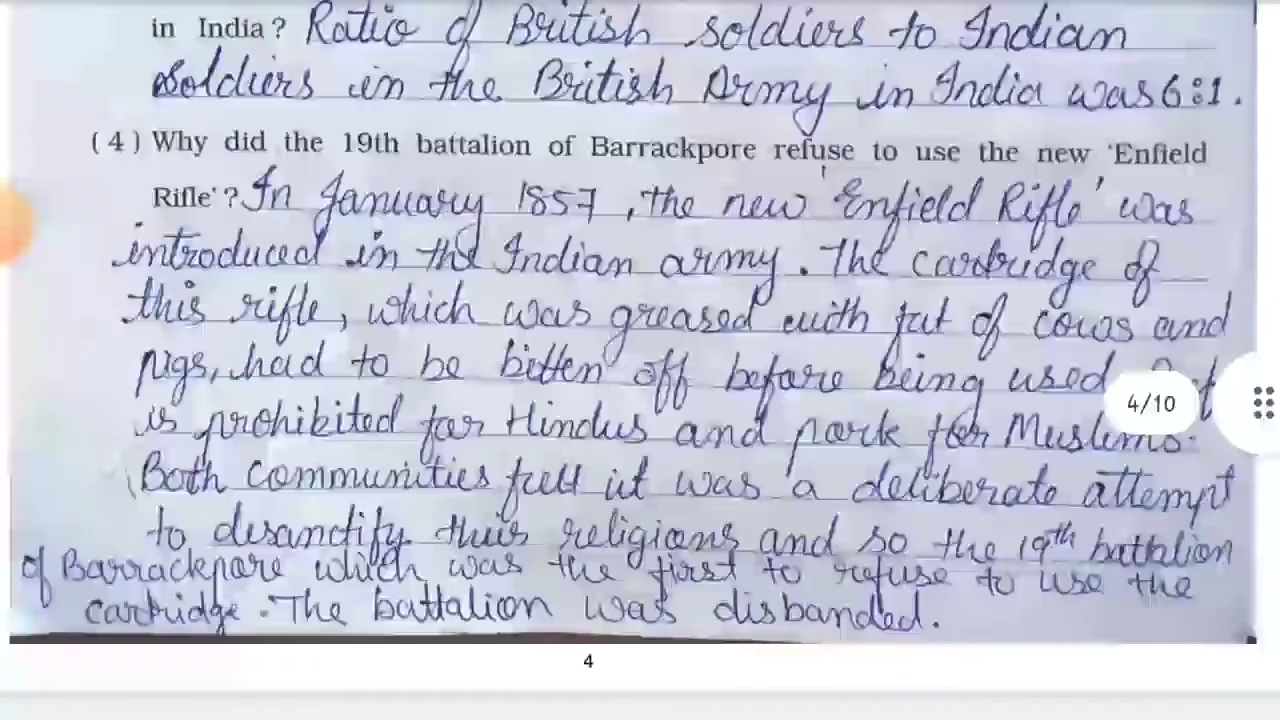 in India? Ratio of British soldiers to Indian
soldiers in the British Army in India was 6:1.
(4) Why did the 19th battalion of Barrackpore refuse to use the new 'Enfield
Rifle'? In January 1857, the new 'Enfield Rifle' was
introduced in the Indian army. The cartridge of
this rifle, which was greased with fat of cows and
pigs, had to be bitten off before being used.
is prohibited for Hindus and pork for Muslims.
Both communities felt it was a deliberate attempt
to desanctify their religions and so the 19th battalion
of Barrackpore which was the first to refuse to use the
cartridge. The battalion was disbanded.
4/10
4